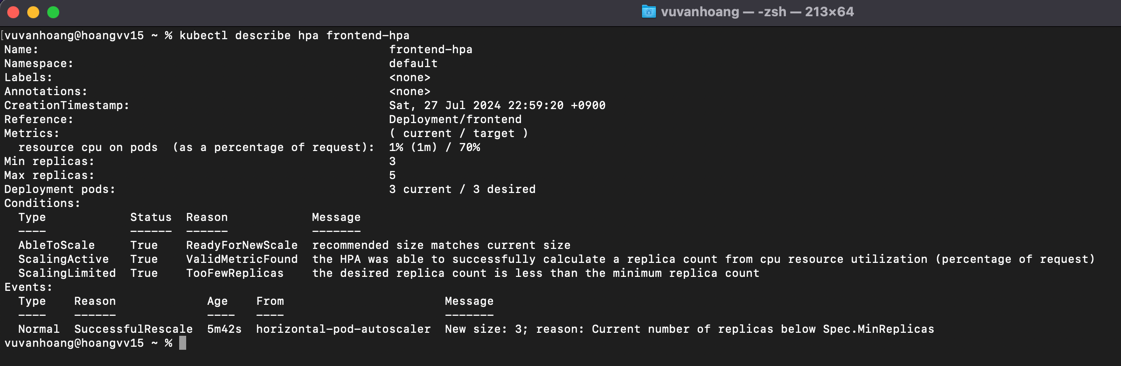 vuvanhoang — -zsh — 213×64
[vuvanhoang@hoangvv15 ~ % kubectl describe hpa frontend-hpa
Name: frontend-hpa
Namespace: default
Labels: <none>
Annotations: <none>
CreationTimestamp: Sat, 27 Jul 2024 22:59:20 +0900
Reference: Deployment/frontend
Metrics: ( current / target )
  resource cpu on pods  (as a percentage of request): 1% (1m) / 70%
Min replicas: 3
Max replicas: 5
Deployment pods: 3 current / 3 desired
Conditions:
  Type            Status  Reason            Message
  ----            ------  ------            -------
  AbleToScale     True    ReadyForNewScale  recommended size matches current size
  ScalingActive   True    ValidMetricFound  the HPA was able to successfully calculate a replica count from cpu resource utilization (percentage of request)
  ScalingLimited  True    TooFewReplicas    the desired replica count is less than the minimum replica count
Events:
  Type    Reason             Age    From                       Message
  ----    ------             ----   ----                       -------
  Normal  SuccessfulRescale  5m42s  horizontal-pod-autoscaler  New size: 3; reason: Current number of replicas below Spec.MinReplicas
vuvanhoang@hoangvv15 ~ %